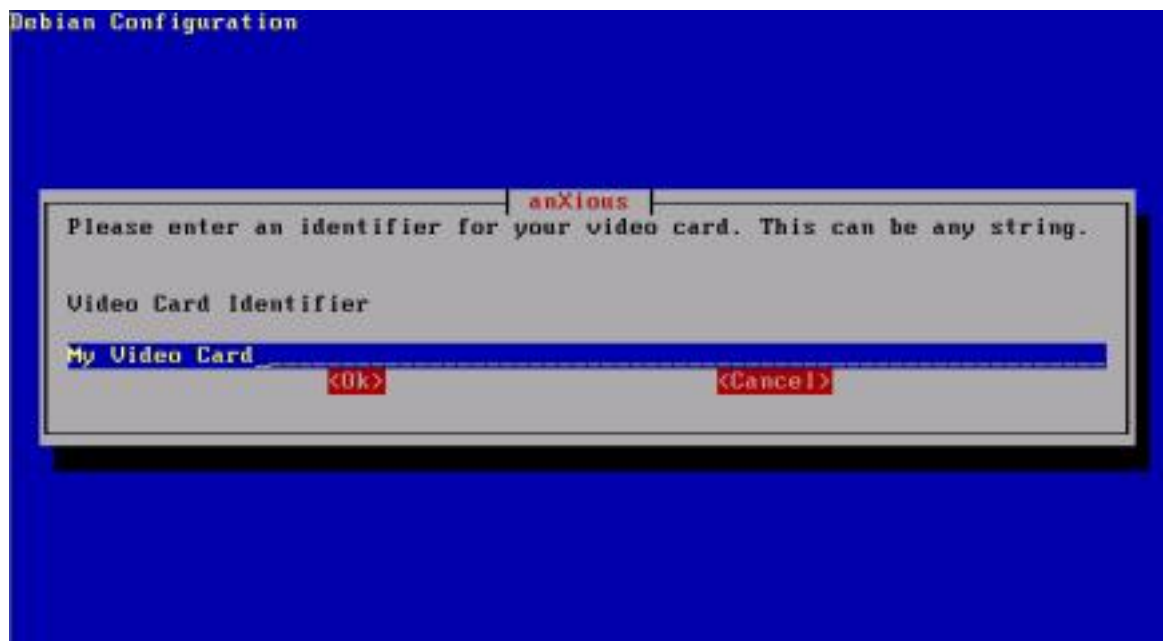 Debian Configuration
anXious
Please enter an identifier for your video card. This can be any string.
Video Card Identifier
My Video Card_
<Ok> <Cancel>